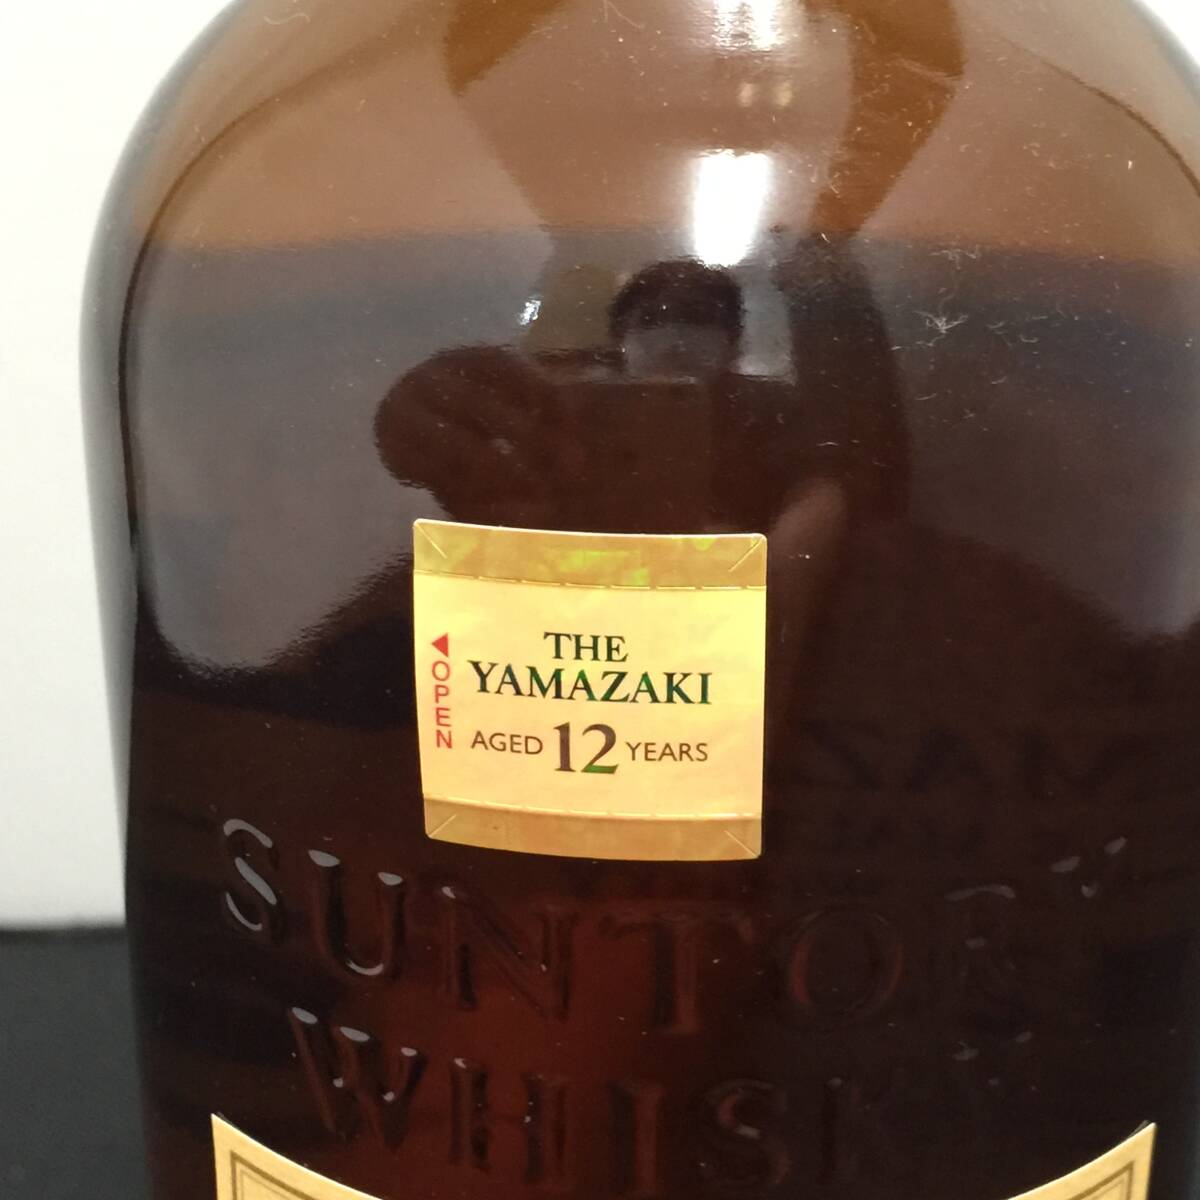 THE
YAMAZAKI
AGED 12 YEARS
◀OPEN
SUNTORY
WHISKY